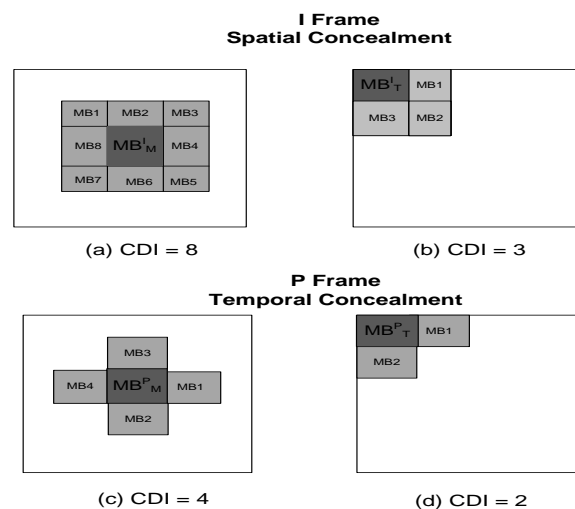 I Frame
Spatial Concealment
MB1 MB2 MB3
MB8 MB^I_M MB4
MB7 MB6 MB5
(a) CDI = 8
MB^I_T MB1
MB3 MB2
(b) CDI = 3
P Frame
Temporal Concealment
MB3
MB4 MB^P_M MB1
MB2
(c) CDI = 4
MB^P_T MB1
MB2
(d) CDI = 2